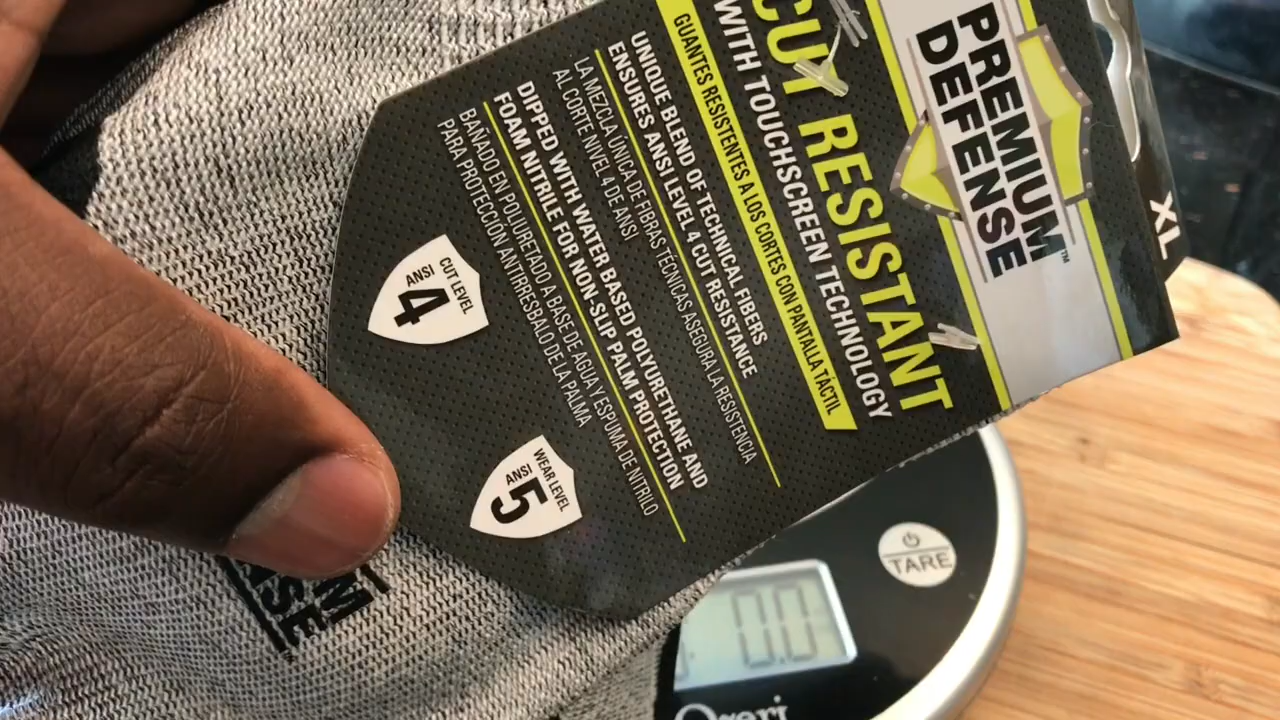 PREMIUM
DEFENSE™
XL
CUT RESISTANT
WITH TOUCHSCREEN TECHNOLOGY
GUANTES RESISTENTES A LOS CORTES CON PANTALLA TÁCTIL
UNIQUE BLEND OF TECHNICAL FIBERS
ENSURES ANSI LEVEL 4 CUT RESISTANCE
LA MEZCLA ÚNICA DE FIBRAS TÉCNICAS ASEGURA LA RESISTENCIA
AL CORTE NIVEL 4 DE ANSI
DIPPED WITH WATER BASED POLYURETHANE AND
FOAM NITRILE FOR NON-SLIP PALM PROTECTION
BAÑADO EN POLIURETADO A BASE DE AGUA Y ESPUMA DE NITRILO
PARA PROTECCIÓN ANTIRRESBALO DE LA PALMA
CUT LEVEL
ANSI
4
WEAR LEVEL
ANSI
5
TARE
0.0
Ozeri